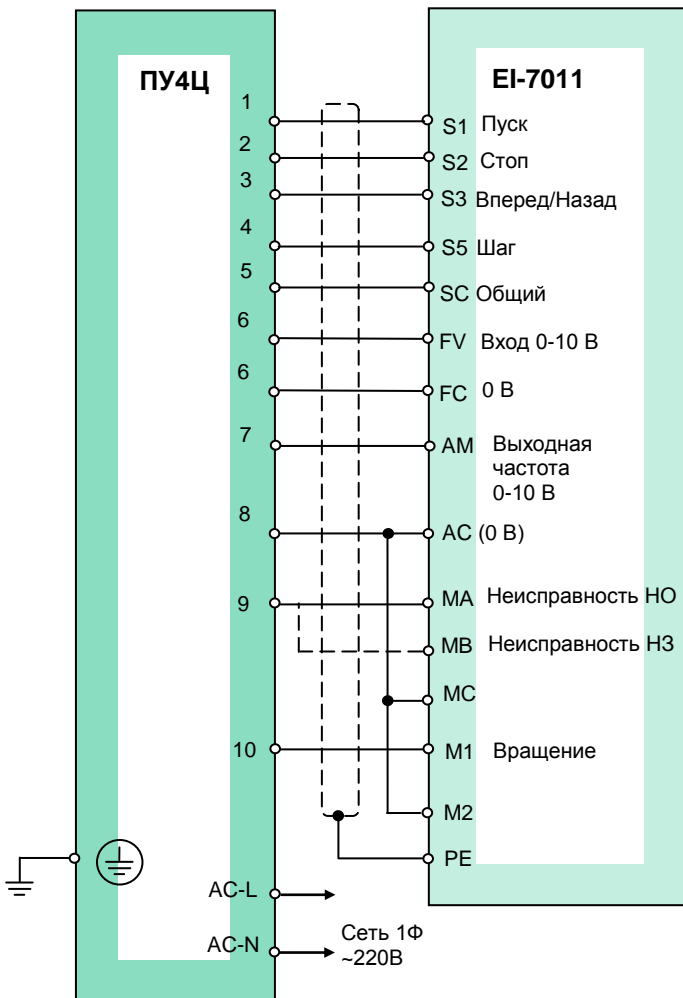 ПУ4Ц
EI-7011
1
S1 Пуск
2
S2 Стоп
3
S3 Вперед/Назад
4
S5 Шаг
5
SC Общий
6
FV Вход 0-10 В
6
FC 0 В
7
AM Выходная
частота
0-10 В
8
AC (0 В)
9
MA Неисправность НО
MB Неисправность НЗ
MC
10
M1 Вращение
M2
PE
AC-L
AC-N
Сеть 1Ф
~220В